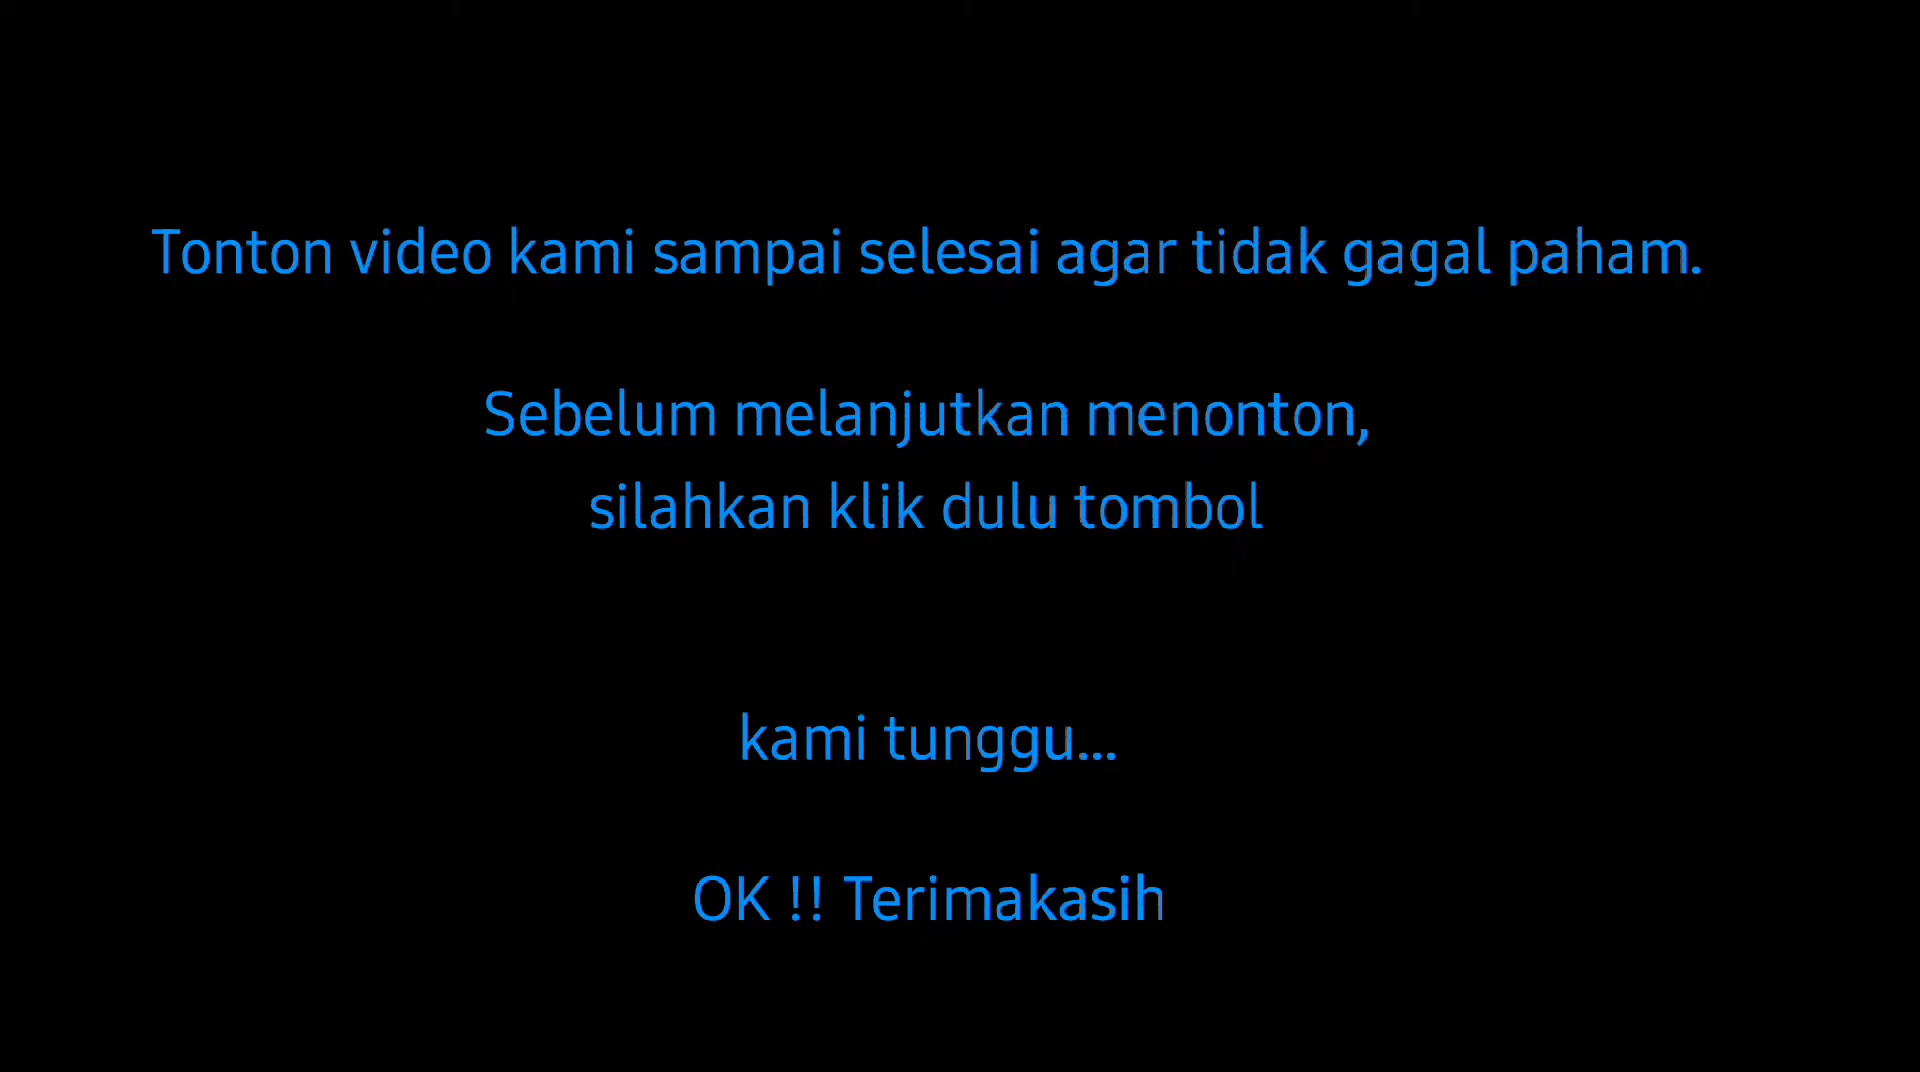 Tonton video kami sampai selesai agar tidak gagal paham.
Sebelum melanjutkan menonton,
silahkan klik dulu tombol
kami tunggu...
OK !! Terimakasih